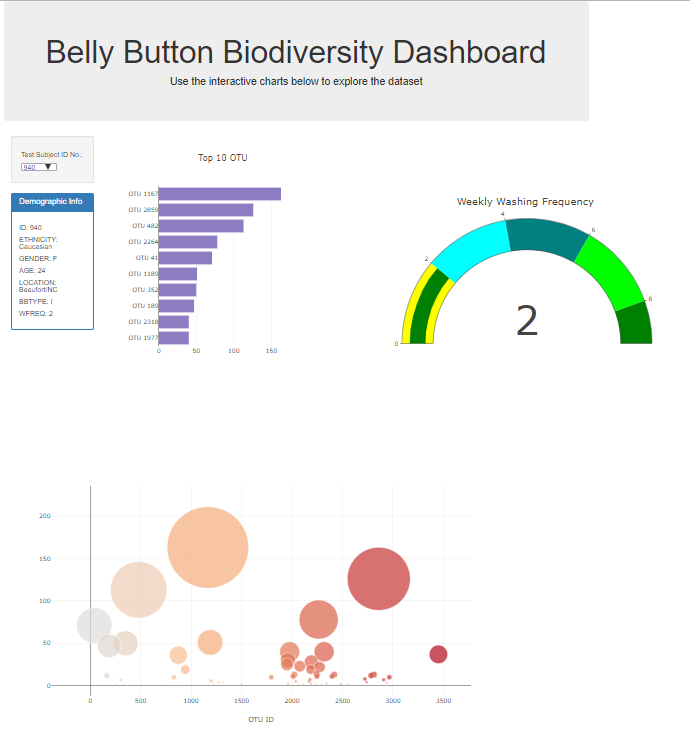 Belly Button Biodiversity Dashboard
Use the interactive charts below to explore the dataset
Test Subject ID No.:
940
Demographic Info
ID: 940
ETHNICITY:
Caucasian
GENDER: F
AGE: 24
LOCATION:
Beaufort/NC
BBTYPE: I
WFREQ: 2
Top 10 OTU
OTU 1167
OTU 2859
OTU 482
OTU 2264
OTU 41
OTU 1189
OTU 352
OTU 189
OTU 2318
OTU 1977
0 50 100 150
Weekly Washing Frequency
0
2
4
6
8
2
200
150
100
50
0
0 500 1000 1500 2000 2500 3000 3500
OTU ID